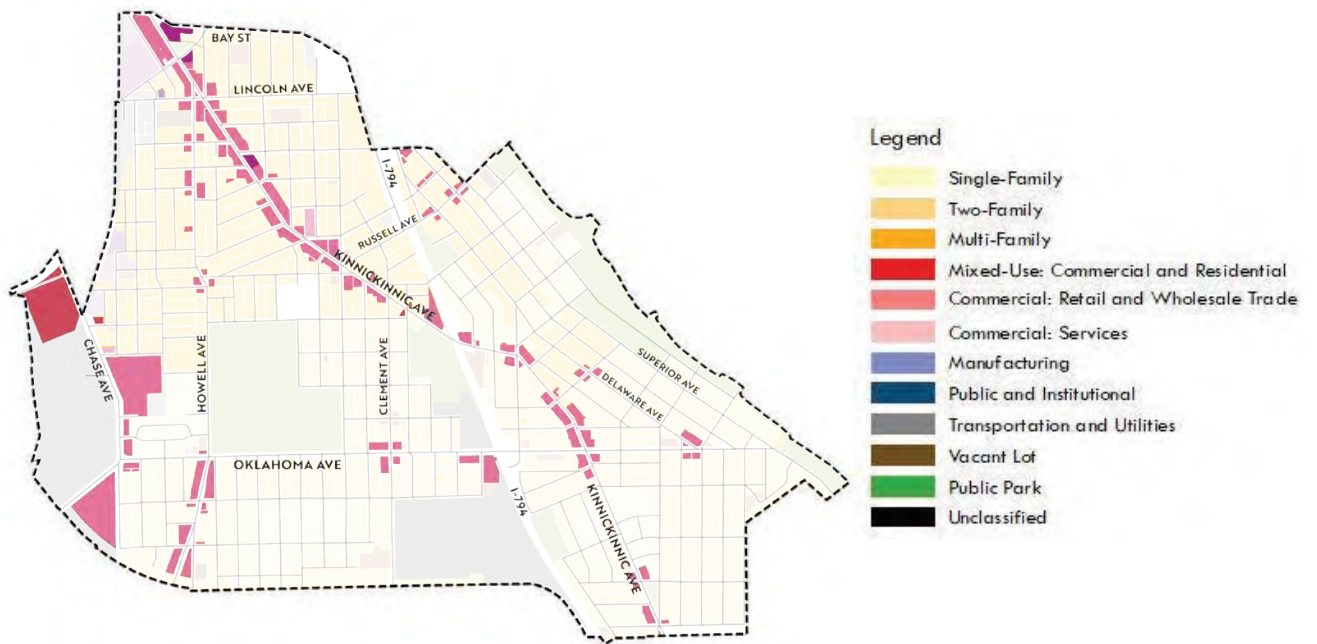 BAY ST
LINCOLN AVE
I-794
RUSSELL AVE
KINNICKINNIC AVE
CHASE AVE
HOWELL AVE
CLEMENT AVE
SUPERIOR AVE
DELAWARE AVE
OKLAHOMA AVE
I-794
KINNICKINNIC AVE
Legend
Single-Family
Two-Family
Multi-Family
Mixed-Use: Commercial and Residential
Commercial: Retail and Wholesale Trade
Commercial: Services
Manufacturing
Public and Institutional
Transportation and Utilities
Vacant Lot
Public Park
Unclassified